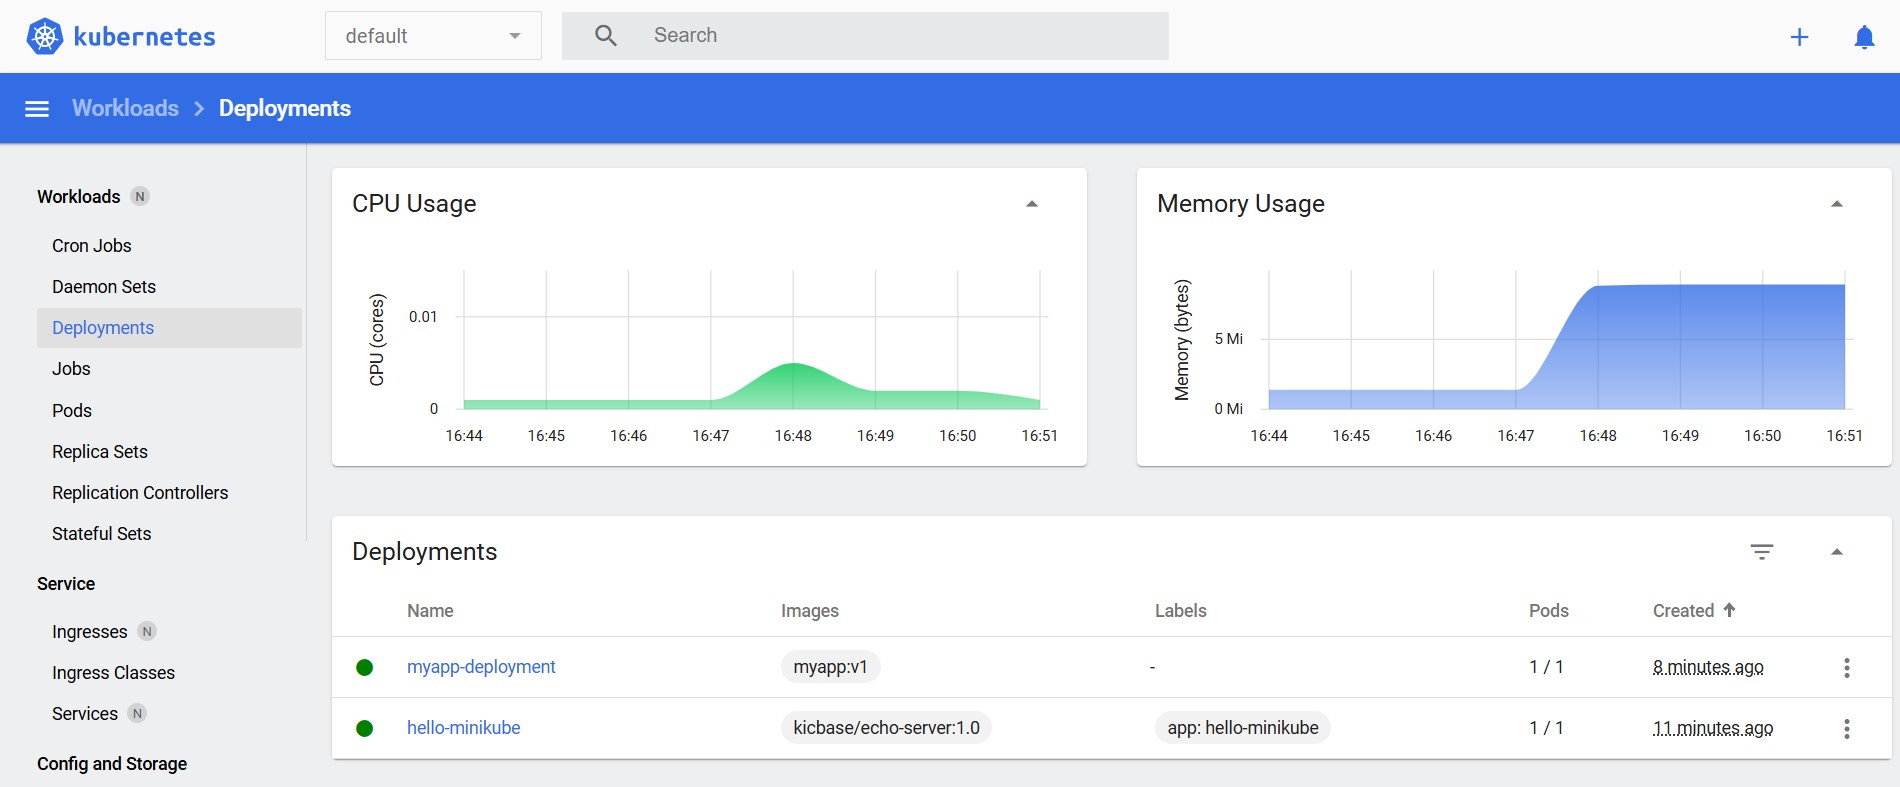 kubernetes
default
Search
Workloads
Deployments
Workloads N
Cron Jobs
Daemon Sets
Deployments
Jobs
Pods
Replica Sets
Replication Controllers
Stateful Sets
Service
Ingresses N
Ingress Classes
Services N
Config and Storage
CPU Usage
CPU (cores)
0.01
0
16:44 16:45 16:46 16:47 16:48 16:49 16:50 16:51
Memory Usage
Memory (bytes)
5 Mi
0 Mi
16:44 16:45 16:46 16:47 16:48 16:49 16:50 16:51
Deployments
Name Images Labels Pods Created
myapp-deployment myapp:v1 - 1 / 1 8 minutes ago
hello-minikube kicbase/echo-server:1.0 app: hello-minikube 1 / 1 11 minutes ago